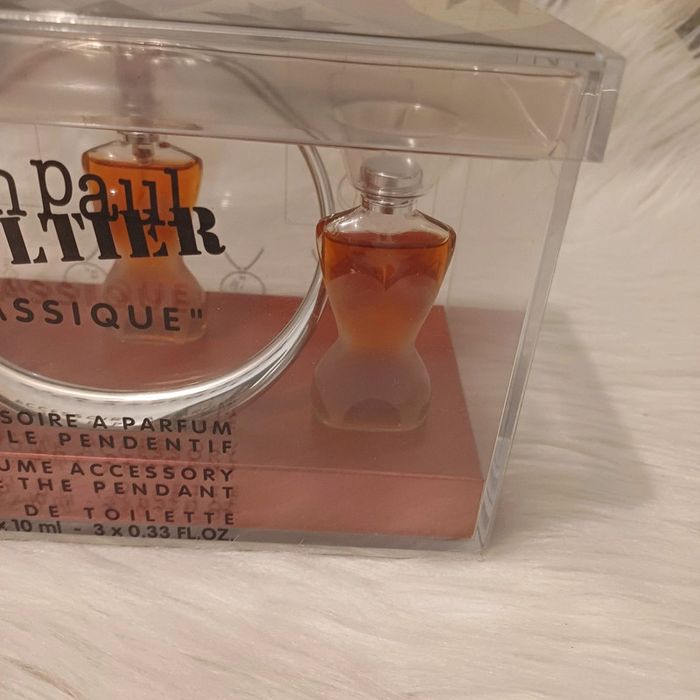 n paul
LTIER
ASSIQUE"
SOIRE A PARFUM
LE PENDENTIF
UME ACCESSORY
E THE PENDANT
DE TOILETTE
x 10 ml - 3 x 0.33 FL.OZ.